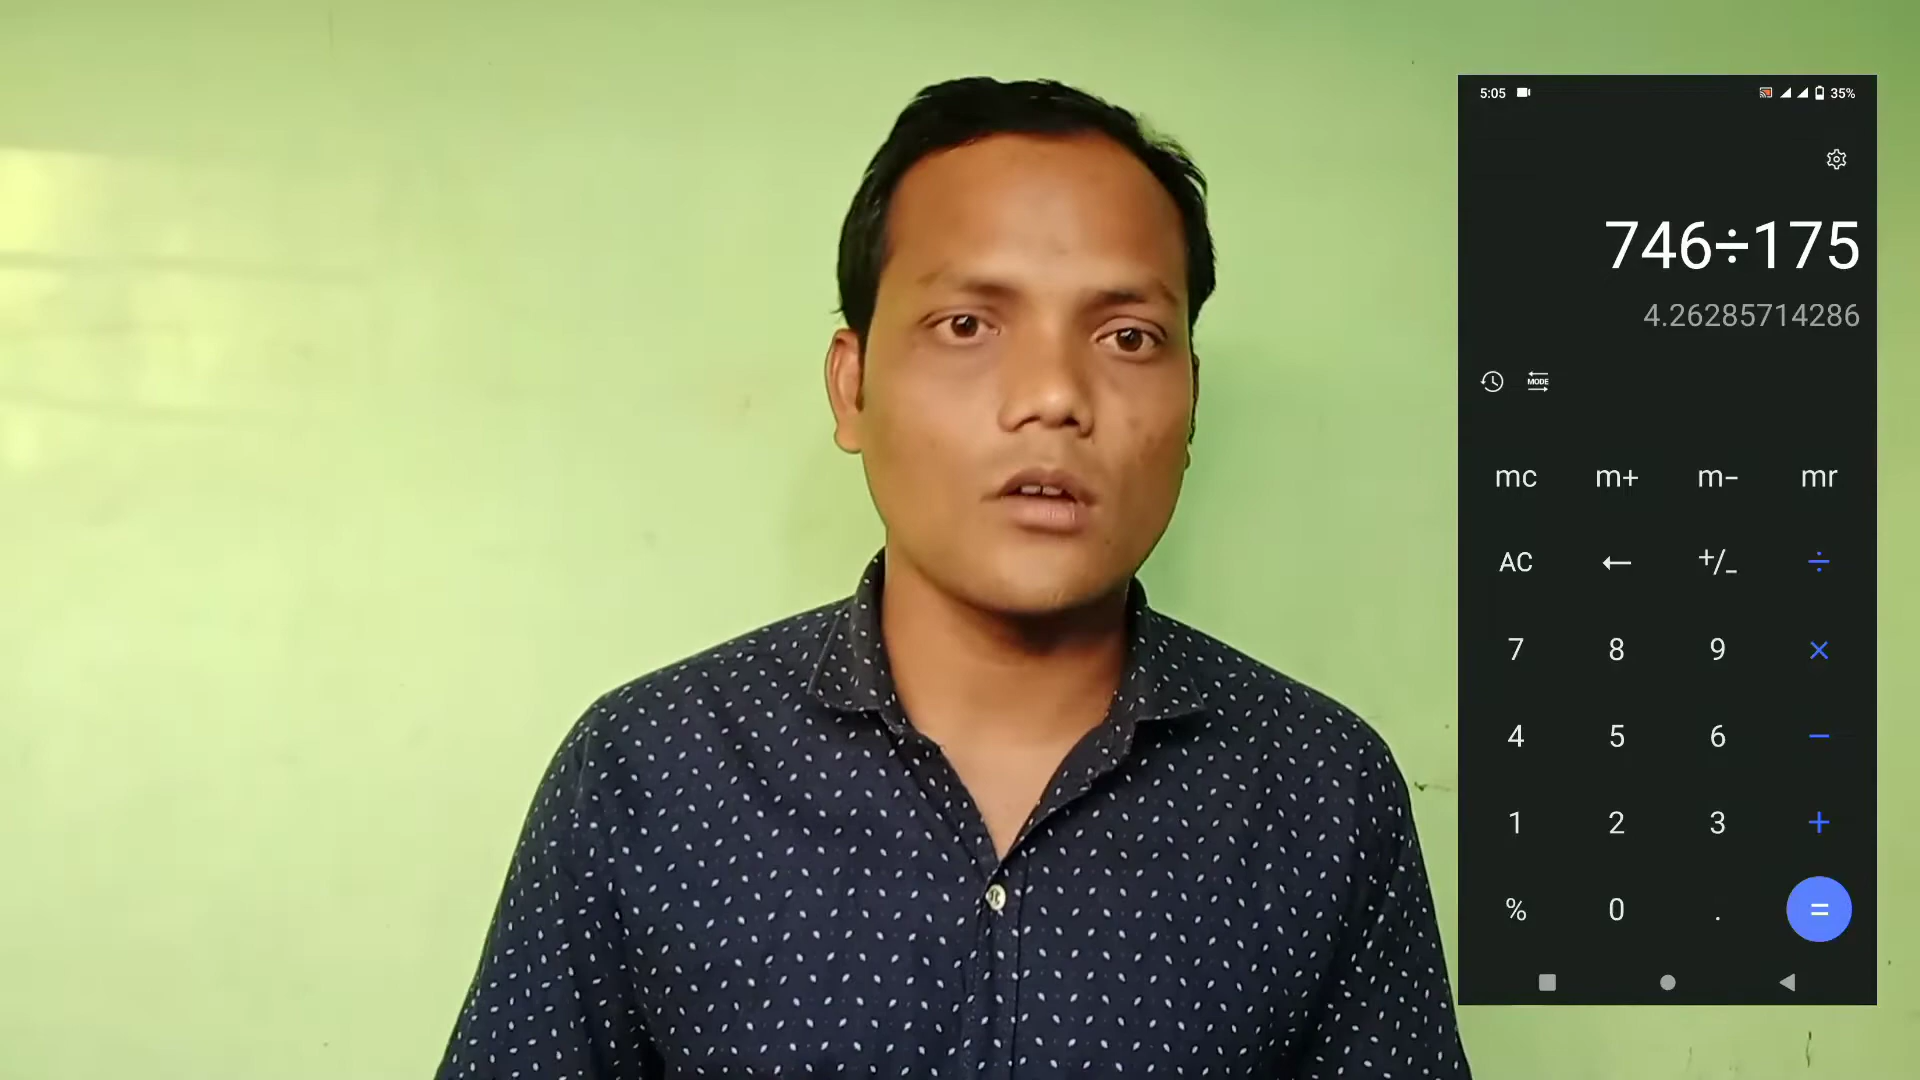 5:05 35%
746÷175
4.26285714286
MODE
mc m+ m− mr
AC ← +/− ÷
7 8 9 ×
4 5 6 −
1 2 3 +
% 0 . =